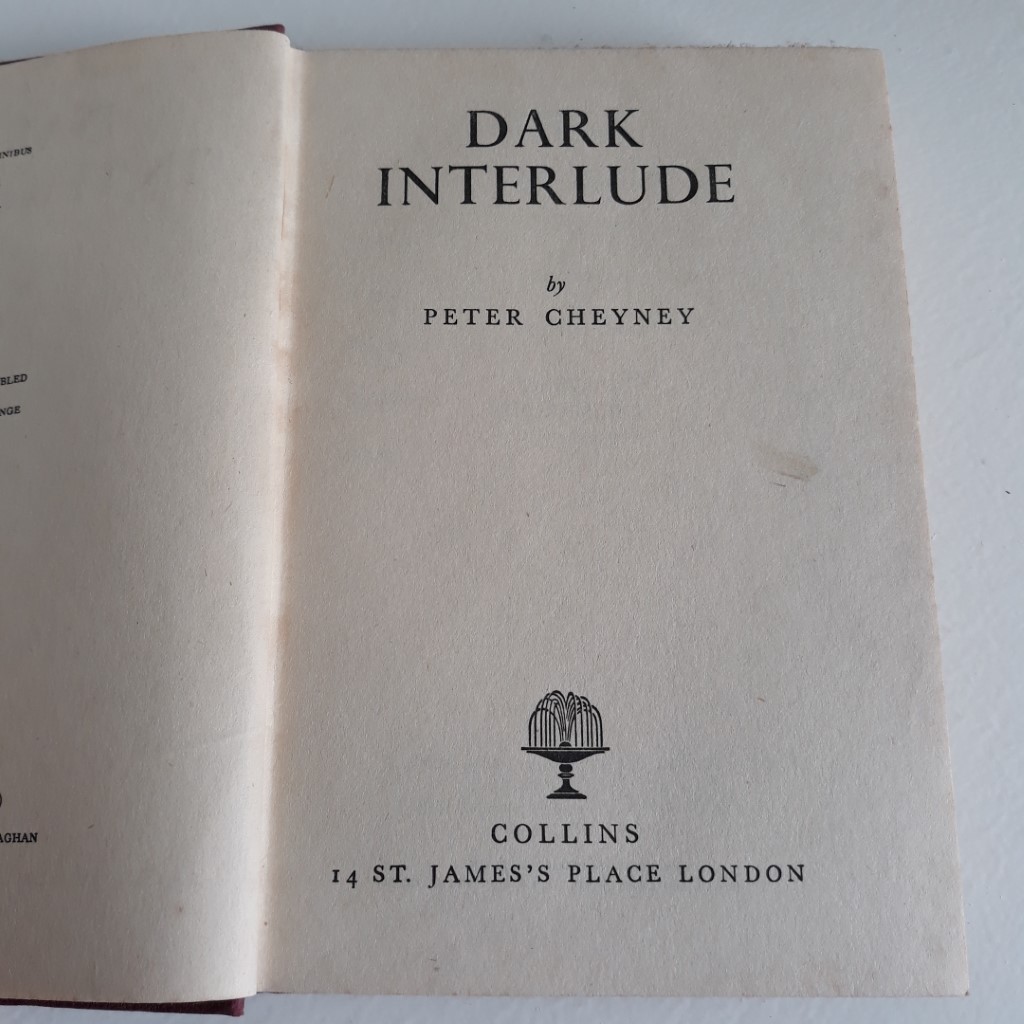 DARK
INTERLUDE
by
PETER CHEYNEY
COLLINS
14 ST. JAMES'S PLACE LONDON